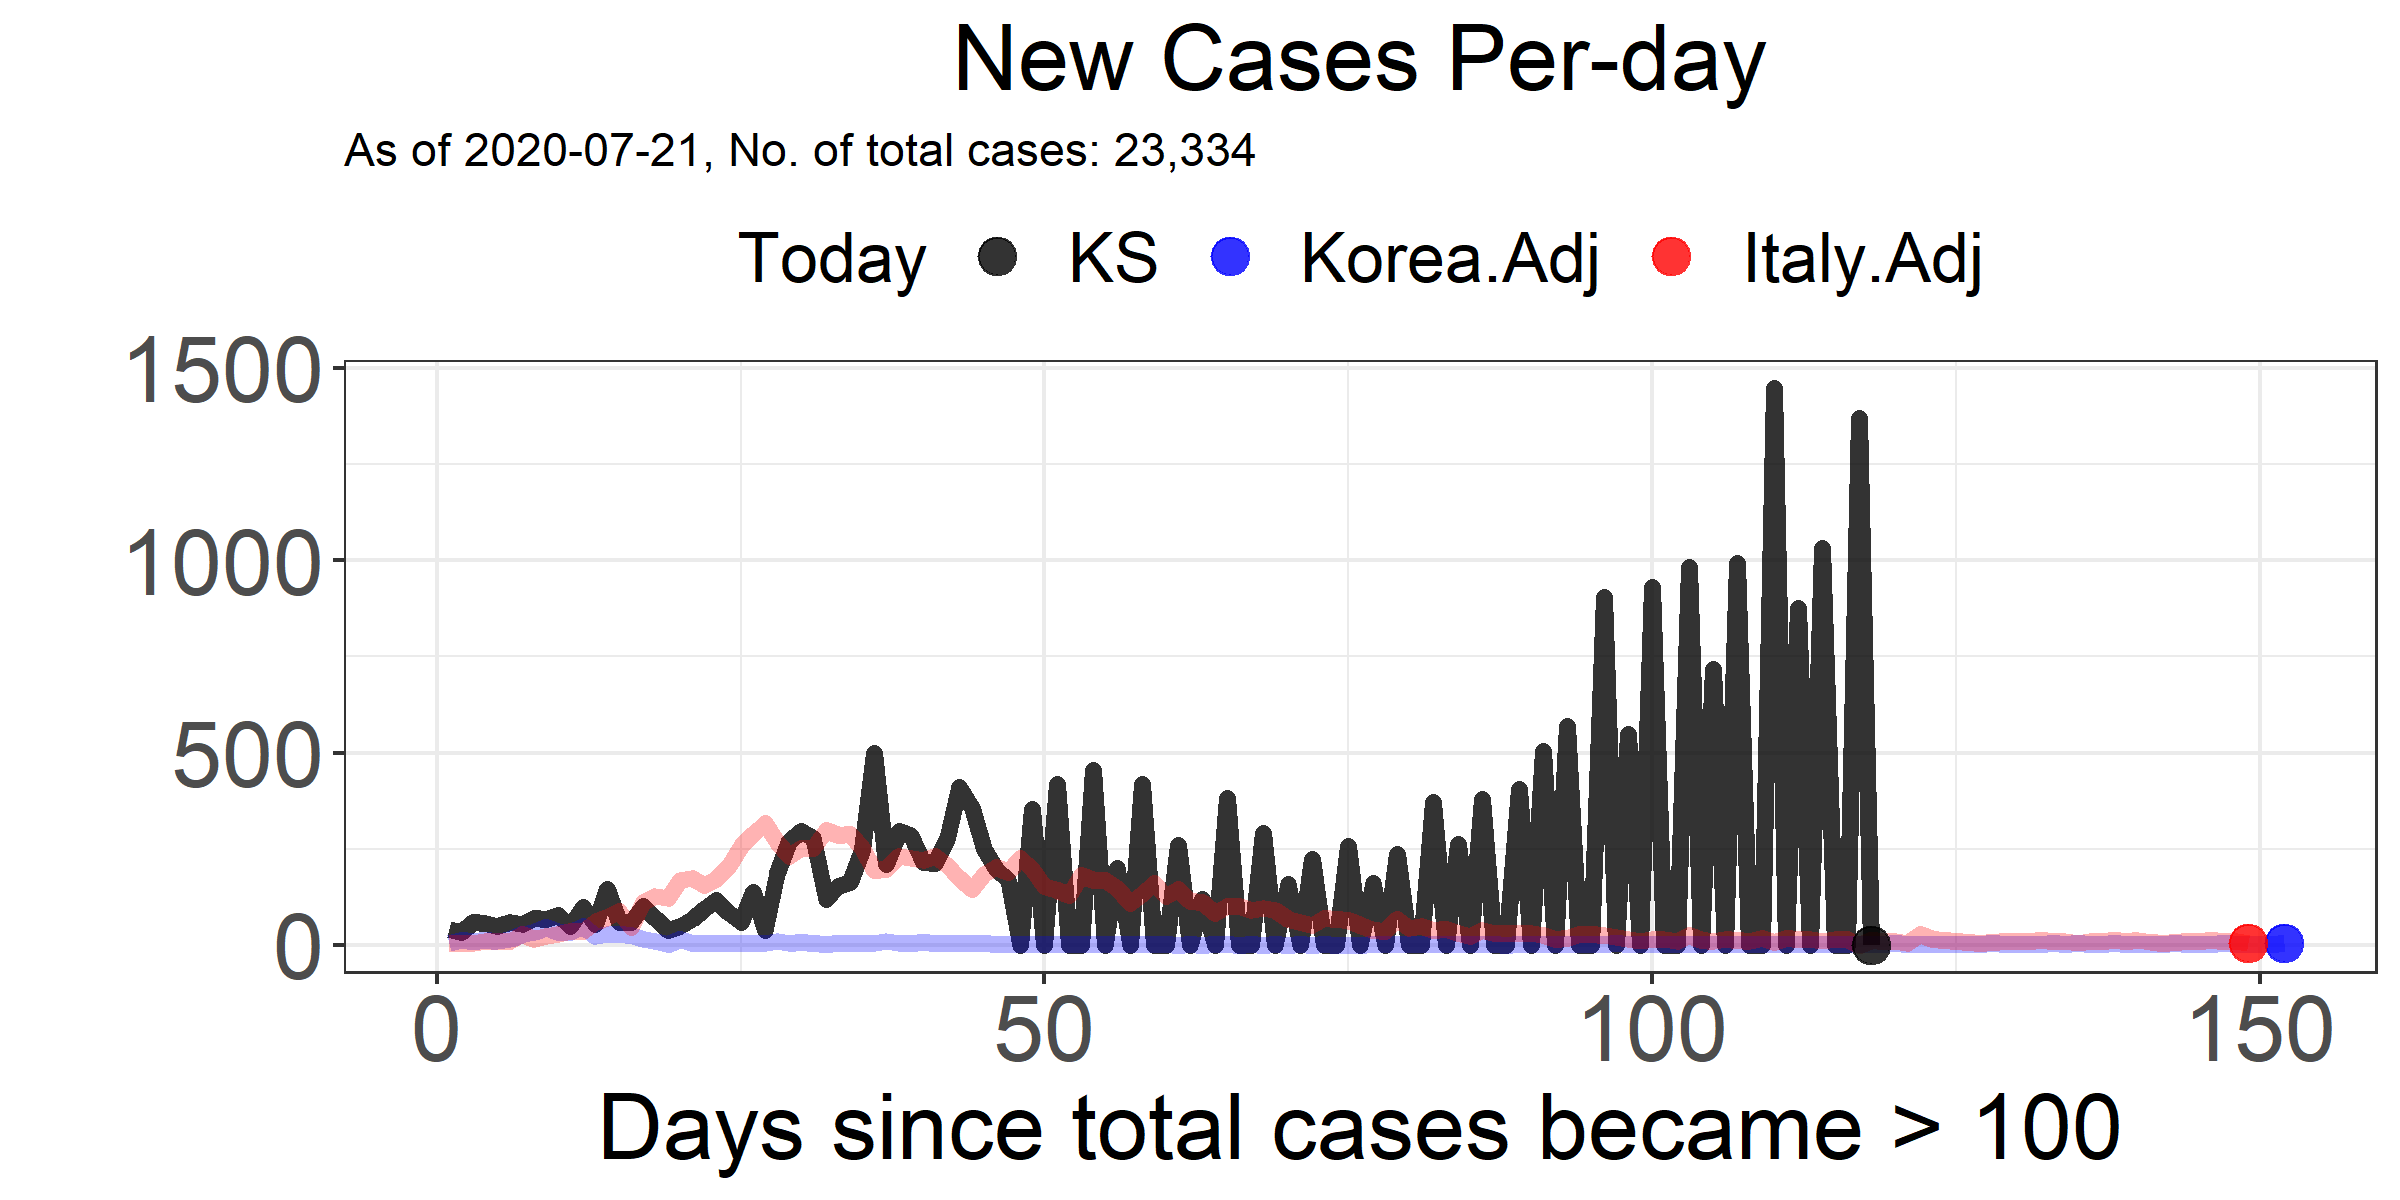 New Cases Per-day
As of 2020-07-21, No. of total cases: 23,334
Today KS Korea.Adj Italy.Adj
1500
1000
500
0
0 50 100 150
Days since total cases became > 100